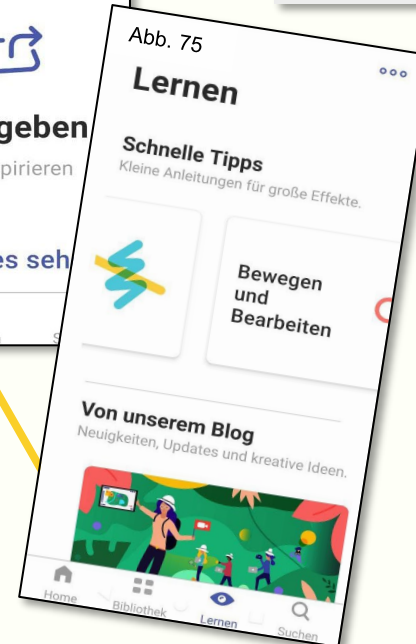 geben
pirieren
es seh
Abb. 75
Lernen
Schnelle Tipps
Kleine Anleitungen für große Effekte.
Bewegen
und
Bearbeiten
Von unserem Blog
Neuigkeiten, Updates und kreative Ideen.
Home
Bibliothek
Lernen
Suchen